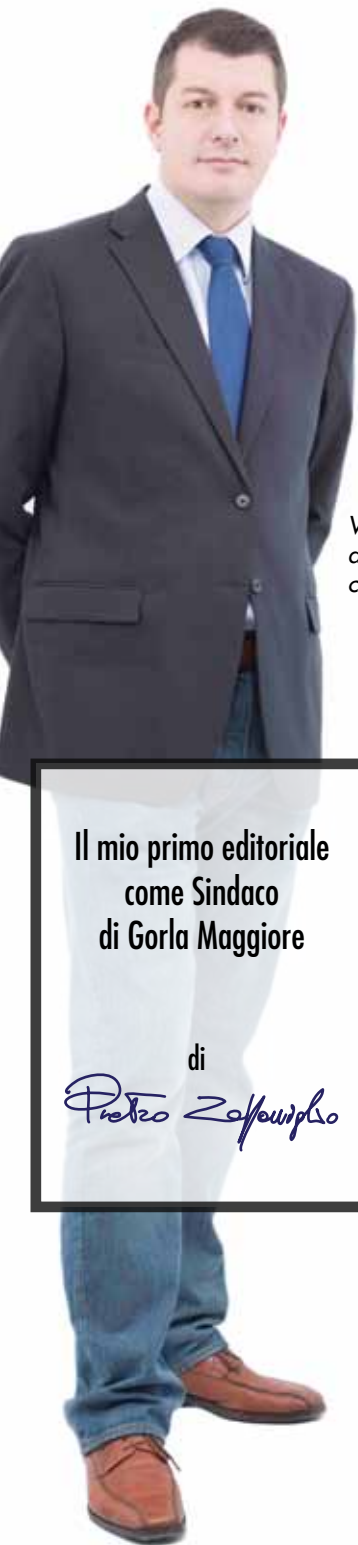 V
Il mio primo editoriale
come Sindaco
di Gorla Maggiore
di
Pietro Zappamiglio